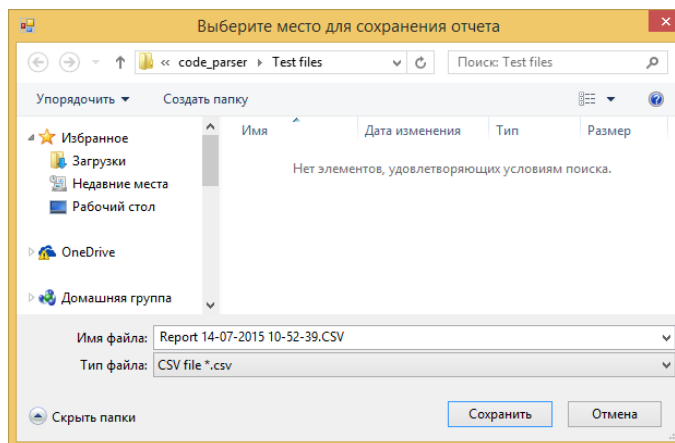 Выберите место для сохранения отчета
« code_parser Test files
Поиск: Test files
Упорядочить
Создать папку
Избранное
Загрузки
Недавние места
Рабочий стол
OneDrive
Домашняя группа
Имя Дата изменения Тип Размер
Нет элементов, удовлетворяющих условиям поиска.
Имя файла: Report 14-07-2015 10-52-39.CSV
Тип файла: CSV file *.csv
Скрыть папки
Сохранить
Отмена